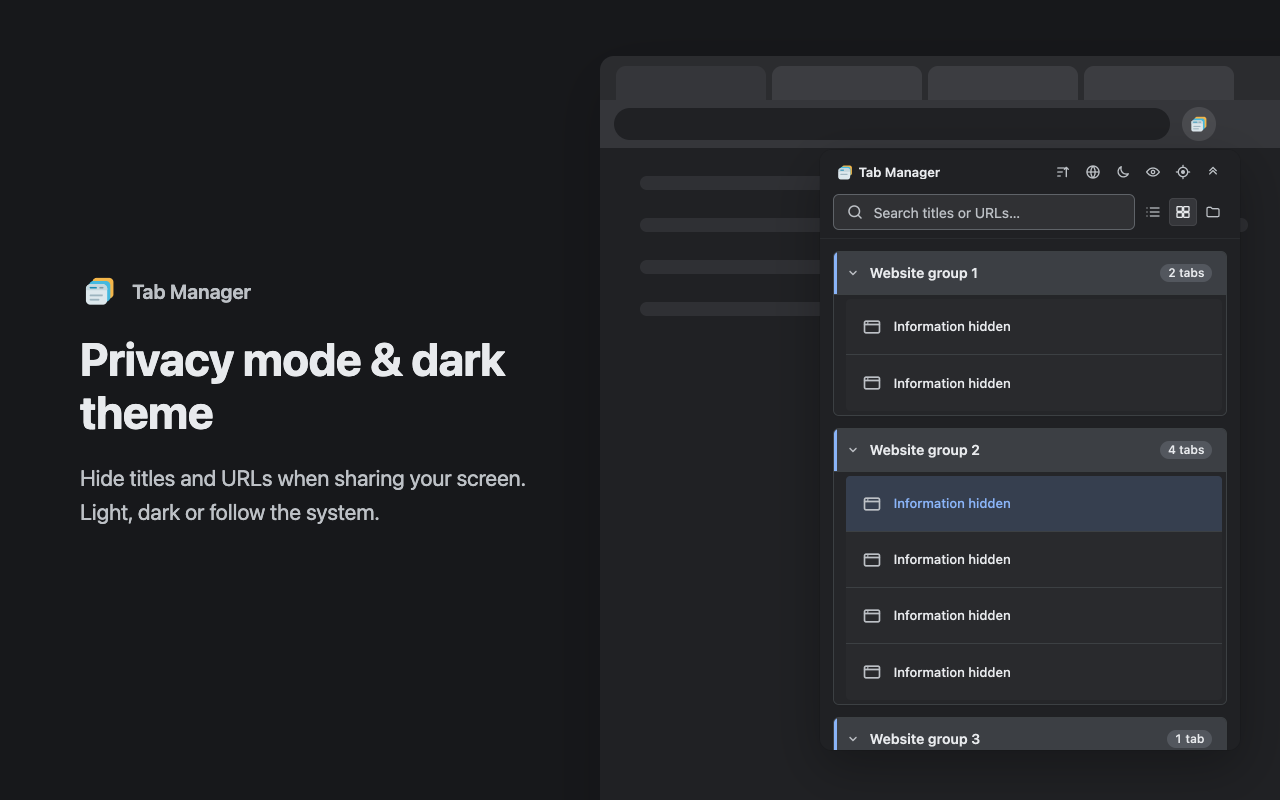 Tab Manager
Privacy mode & dark
theme
Hide titles and URLs when sharing your screen.
Light, dark or follow the system.
Tab Manager
Search titles or URLs...
Website group 1
2 tabs
Information hidden
Information hidden
Website group 2
4 tabs
Information hidden
Information hidden
Information hidden
Information hidden
Website group 3
1 tab